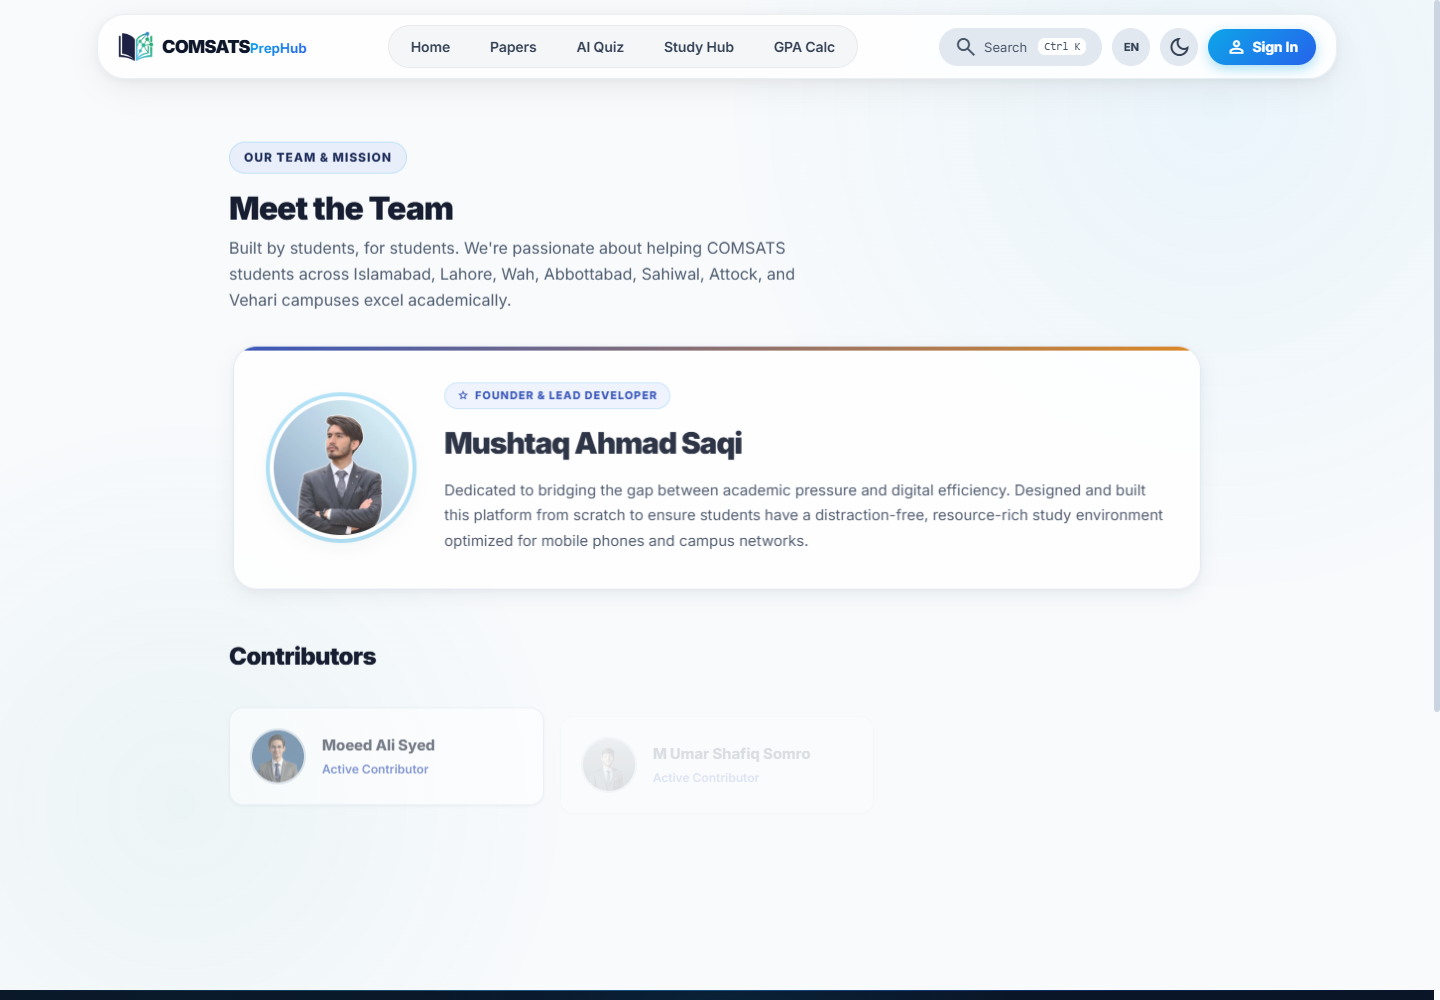 COMSATSPrepHub
Home
Papers
AI Quiz
Study Hub
GPA Calc
Search
Ctrl K
EN
Sign In
OUR TEAM & MISSION
Meet the Team
Built by students, for students. We're passionate about helping COMSATS
students across Islamabad, Lahore, Wah, Abbottabad, Sahiwal, Attock, and
Vehari campuses excel academically.
FOUNDER & LEAD DEVELOPER
Mushtaq Ahmad Saqi
Dedicated to bridging the gap between academic pressure and digital efficiency. Designed and built
this platform from scratch to ensure students have a distraction-free, resource-rich study environment
optimized for mobile phones and campus networks.
Contributors
Moeed Ali Syed
Active Contributor
M Umar Shafiq Somro
Active Contributor